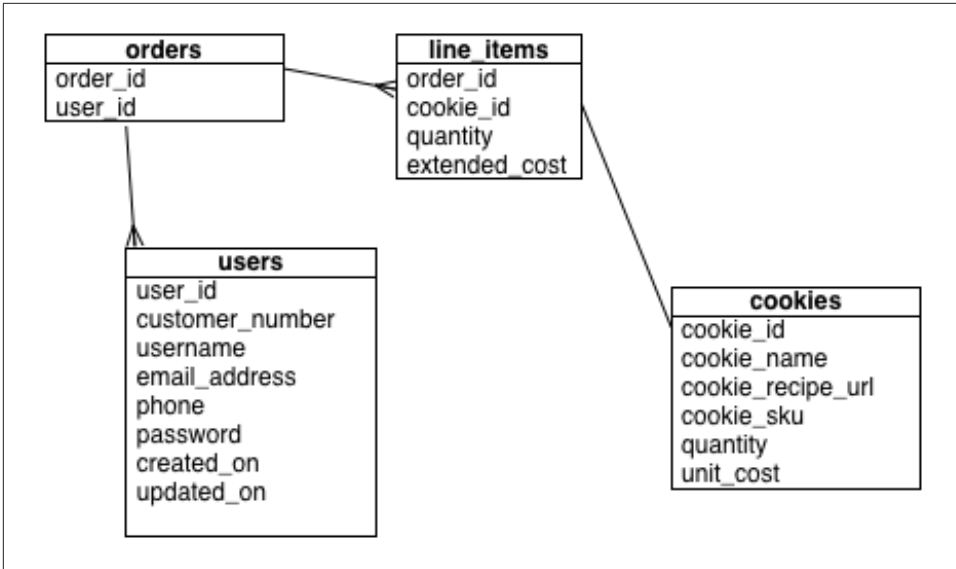 orders
order_id
user_id
line_items
order_id
cookie_id
quantity
extended_cost
users
user_id
customer_number
username
email_address
phone
password
created_on
updated_on
cookies
cookie_id
cookie_name
cookie_recipe_url
cookie_sku
quantity
unit_cost